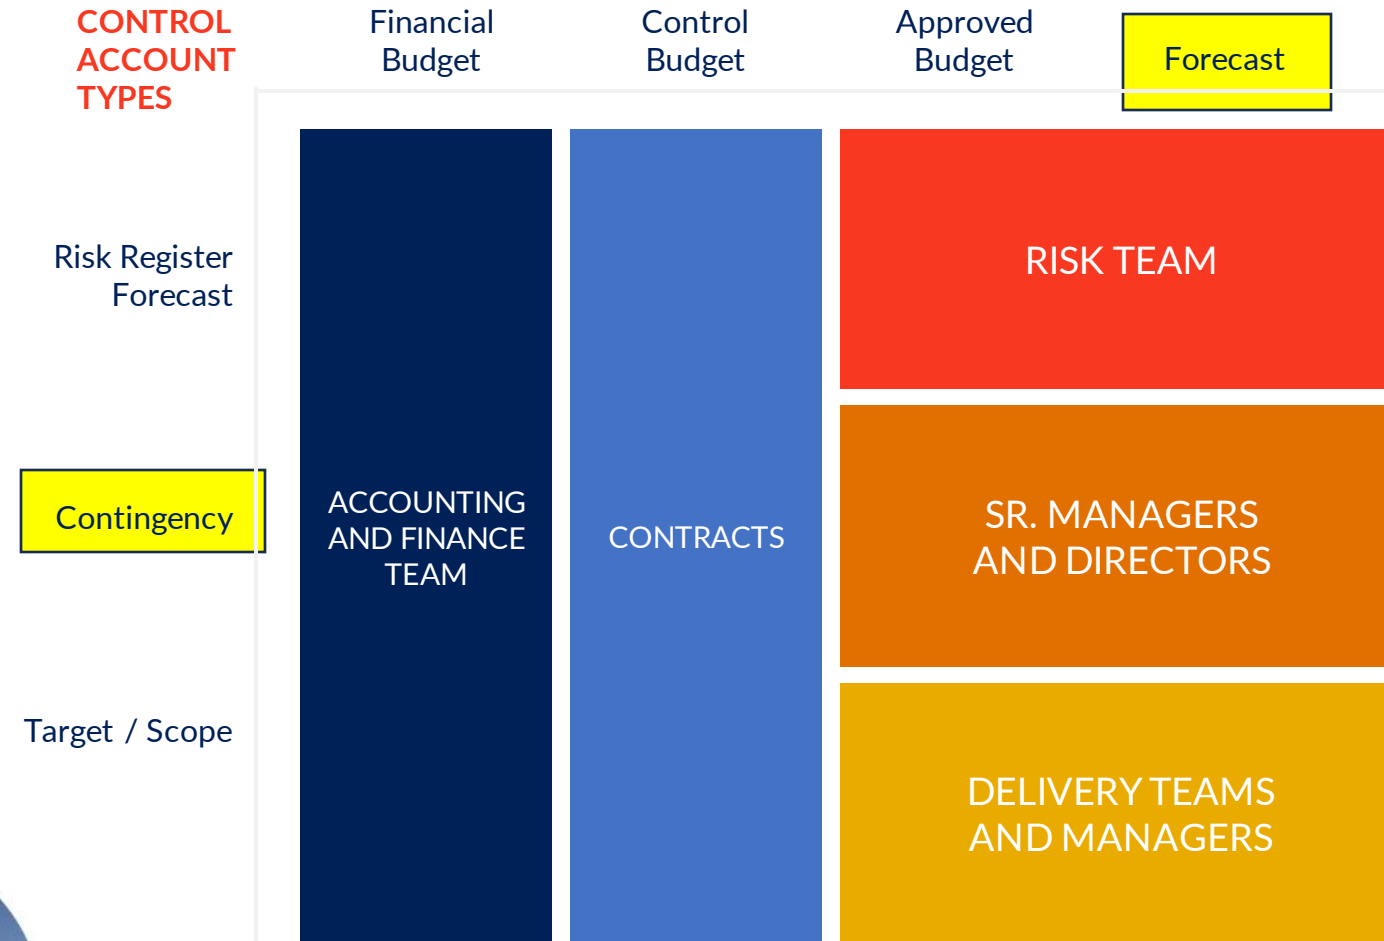 CONTROL
ACCOUNT
TYPES
Financial
Budget
Control
Budget
Approved
Budget
Forecast
Risk Register
Forecast
Contingency
Target / Scope
ACCOUNTING
AND FINANCE
TEAM
CONTRACTS
RISK TEAM
SR. MANAGERS
AND DIRECTORS
DELIVERY TEAMS
AND MANAGERS